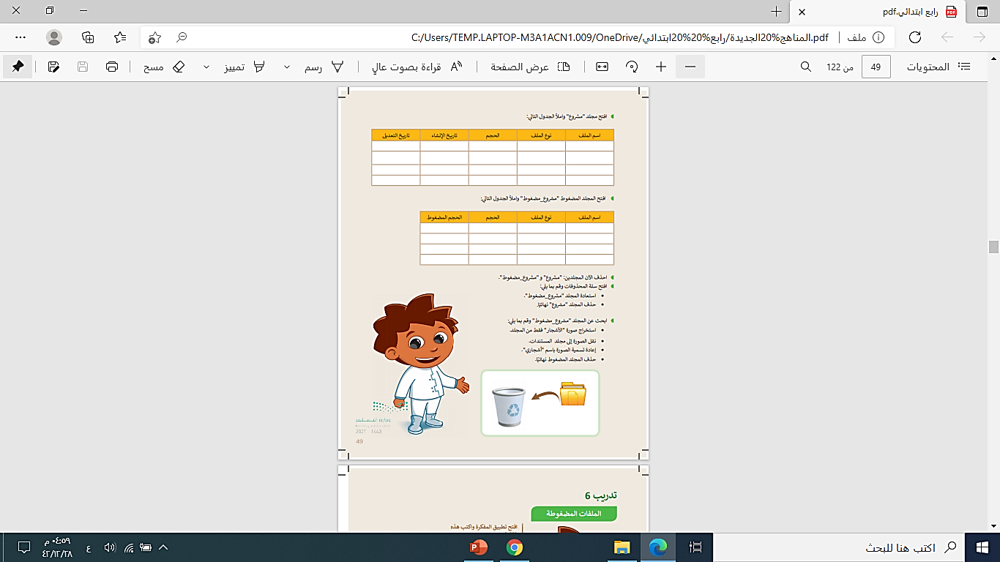 رابع ابتدائي.pdf
ملف
C:/Users/TEMP.LAPTOP-M3A1ACN1.009/OneDrive/المناهج%20الجديدة/رابع%20%20ابتدائي.pdf
المحتويات
49
من 122
عرض الصفحة
قراءة بصوت عالٍ
رسم
تمييز
مسح
افتح مجلد "مشروع" واملأ الجدول التالي:
اسم الملف نوع الملف الحجم تاريخ الإنشاء تاريخ التعديل
افتح المجلد المضغوط "مشروع_مضغوط" واملأ الجدول التالي:
اسم الملف نوع الملف الحجم الحجم المضغوط
احذف الآن المجلدين: "مشروع" و "مشروع_مضغوط".
افتح سلة المحذوفات وقم بما يلي:
استعادة المجلد "مشروع_مضغوط".
حذف المجلد "مشروع" نهائيًا.
ابحث عن المجلد "مشروع_مضغوط" وقم بما يلي:
استخراج صورة "الأشجار" فقط من المجلد.
نقل الصورة إلى مجلد المستندات.
إعادة تسمية الصورة باسم "أشجاري".
حذف المجلد المضغوط نهائيًا.
وزارة التعليم
Ministry of Education
2021 - 1443
49
تدريب 6
الملفات المضغوطة
افتح تطبيق المفكرة واكتب هذه
اكتب هنا للبحث
ع
٠٤:٥٩ م
٤٢/١٢/٢٨